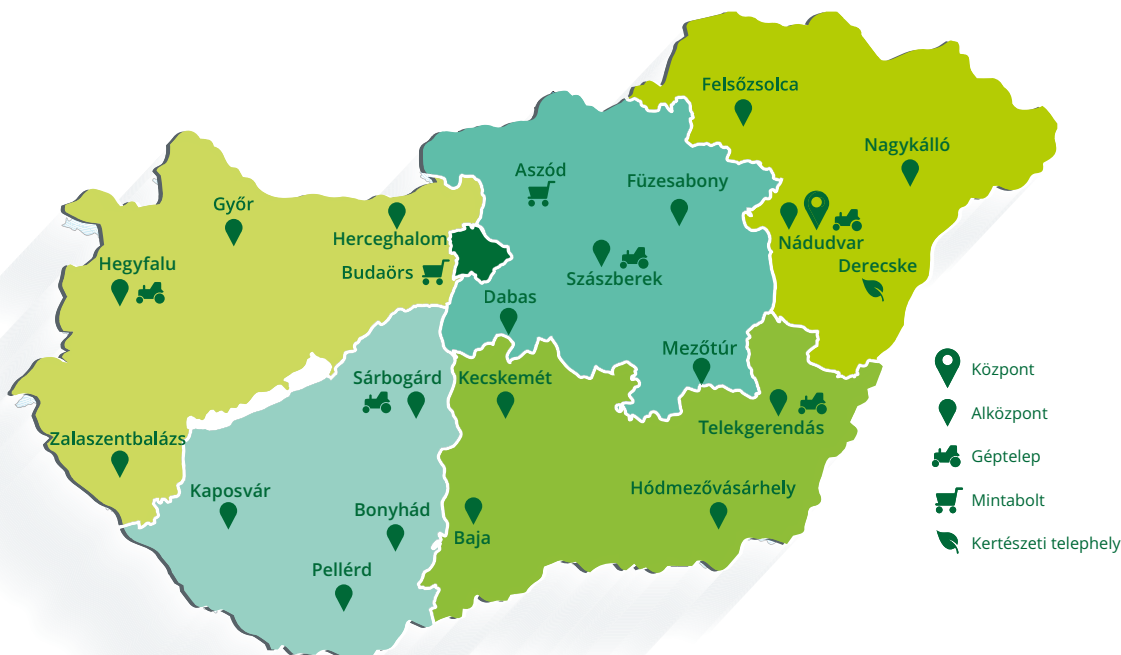 Felsőzsolca
Nagykálló
Aszód
Füzesabony
Győr
Herceghalom
Nádudvar
Hegyfalu
Budaörs
Szászberek
Derecske
Dabas
Mezőtúr
Sárbogárd
Kecskemét
Telekgerendás
Zalaszentbalázs
Kaposvár
Bonyhád
Baja
Hódmezővásárhely
Pellérd
Központ
Alközpont
Géptelep
Mintabolt
Kertészeti telephely